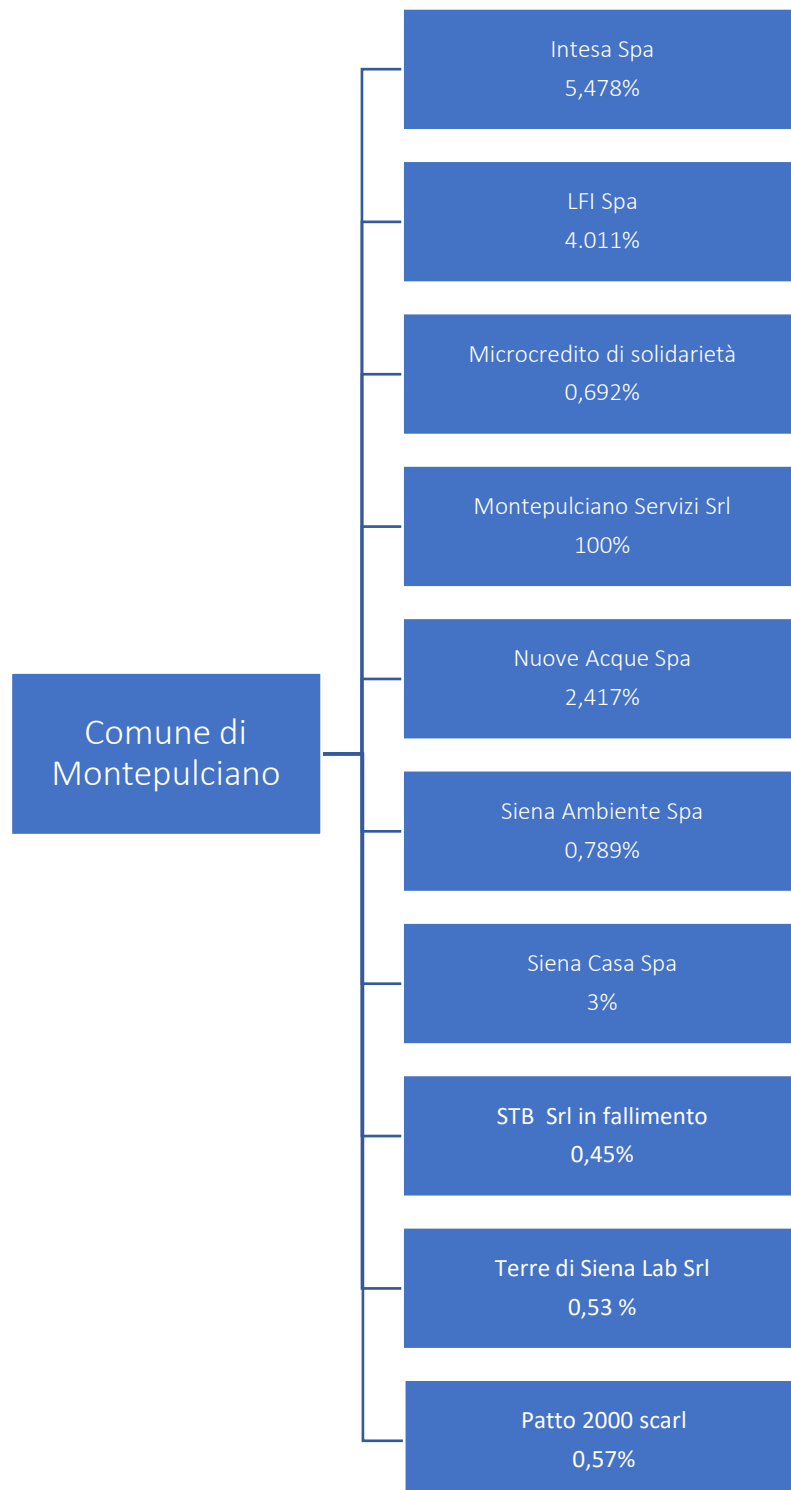 Intesa Spa
5,478%
LFI Spa
4.011%
Microcredito di solidarietà
0,692%
Montepulciano Servizi Srl
100%
Nuove Acque Spa
2,417%
Comune di
Montepulciano
Siena Ambiente Spa
0,789%
Siena Casa Spa
3%
STB  Srl in fallimento
0,45%
Terre di Siena Lab Srl
0,53 %
Patto 2000 scarl
0,57%